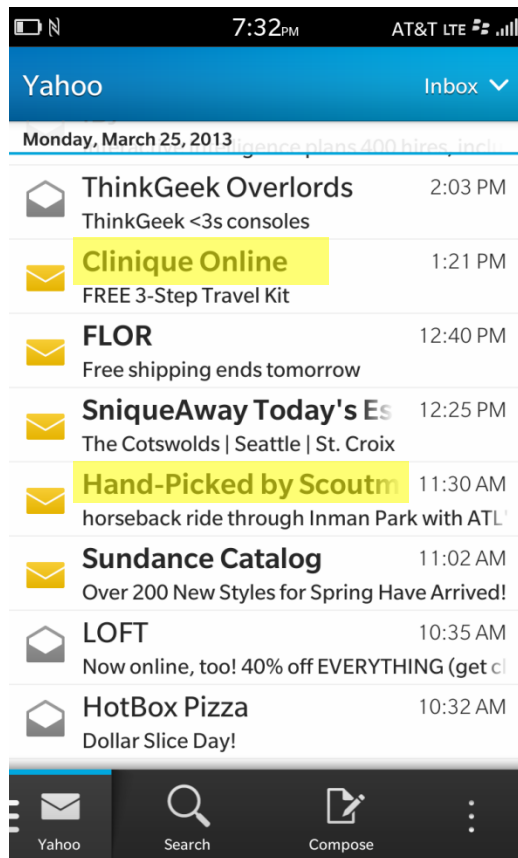 7:32PM AT&T LTE
Yahoo Inbox
Monday, March 25, 2013
ThinkGeek Overlords 2:03 PM
ThinkGeek <3s consoles
Clinique Online 1:21 PM
FREE 3-Step Travel Kit
FLOR 12:40 PM
Free shipping ends tomorrow
SniqueAway Today's Es 12:25 PM
The Cotswolds | Seattle | St. Croix
Hand-Picked by Scoutm 11:30 AM
horseback ride through Inman Park with ATL'
Sundance Catalog 11:02 AM
Over 200 New Styles for Spring Have Arrived!
LOFT 10:35 AM
Now online, too! 40% off EVERYTHING (get cl
HotBox Pizza 10:32 AM
Dollar Slice Day!
Yahoo Search Compose